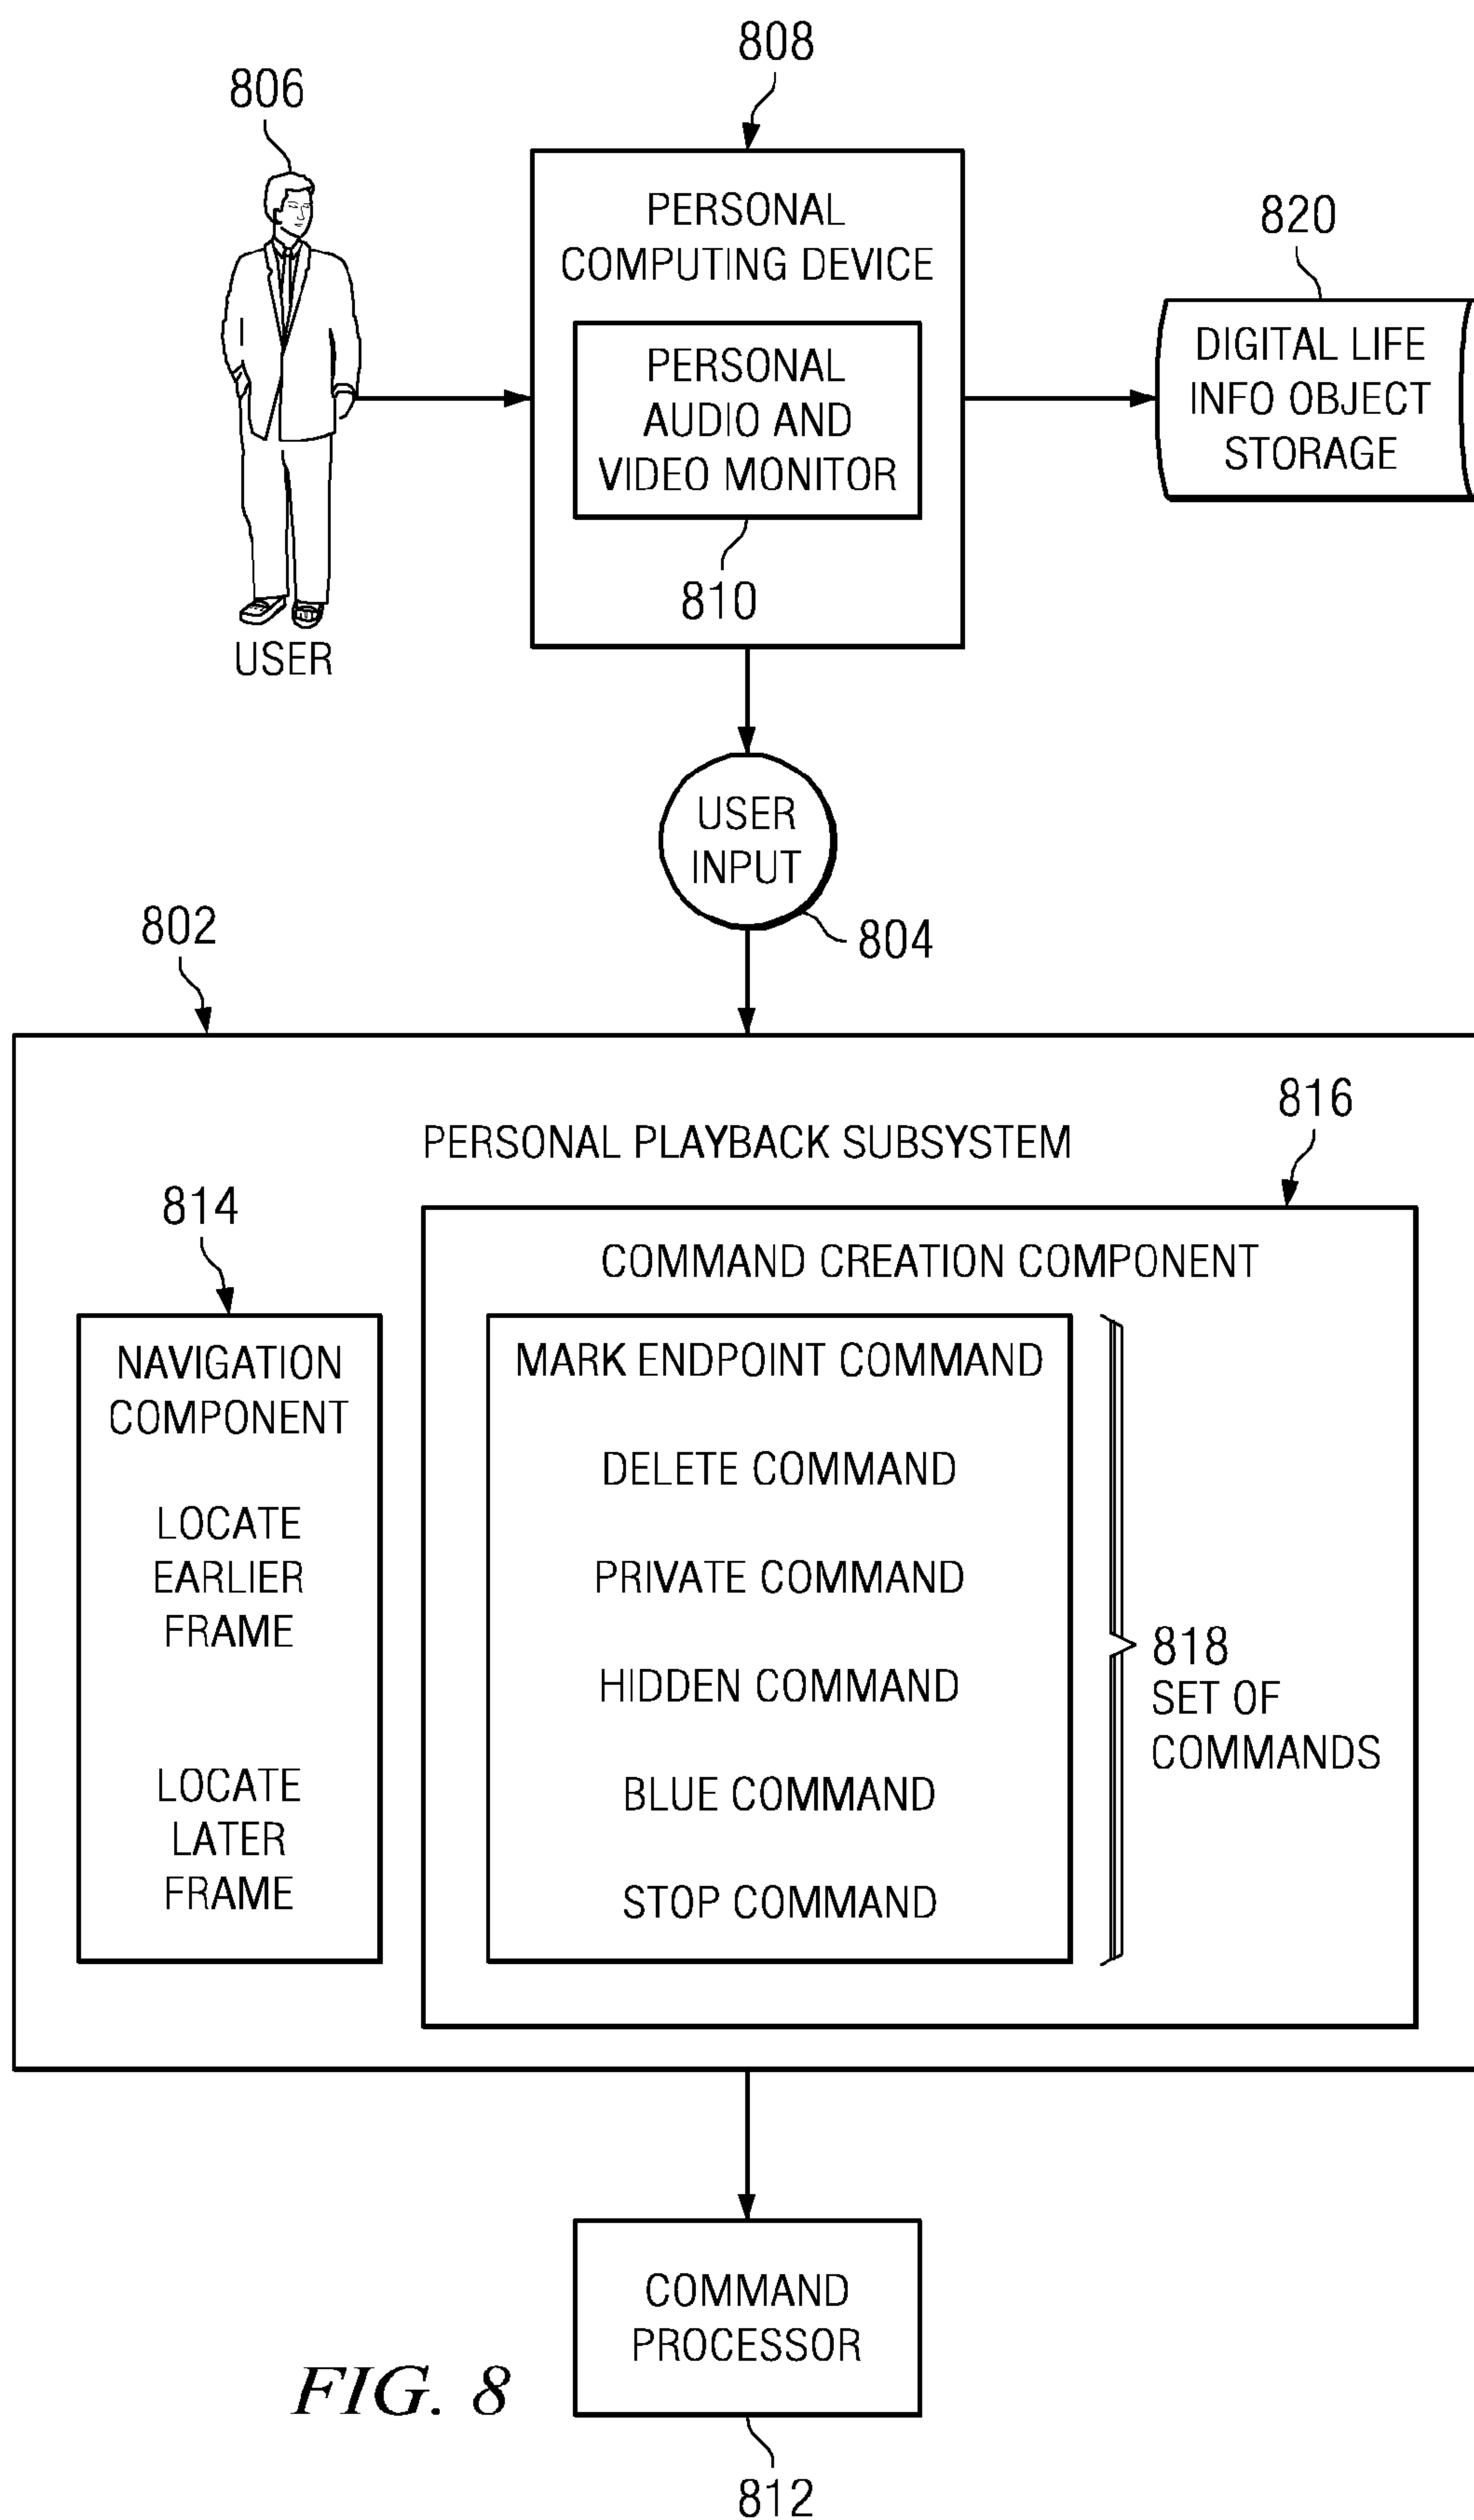 808
806
PERSONAL
COMPUTING DEVICE
820
PERSONAL
AUDIO AND
VIDEO MONITOR
DIGITAL LIFE
INFO OBJECT
STORAGE
810
USER
USER
INPUT
804
802
816
PERSONAL PLAYBACK SUBSYSTEM
814
COMMAND CREATION COMPONENT
NAVIGATION
COMPONENT
LOCATE
EARLIER
FRAME
LOCATE
LATER
FRAME
MARK ENDPOINT COMMAND
DELETE COMMAND
PRIVATE COMMAND
HIDDEN COMMAND
BLUE COMMAND
STOP COMMAND
818
SET OF
COMMANDS
COMMAND
PROCESSOR
FIG. 8
812